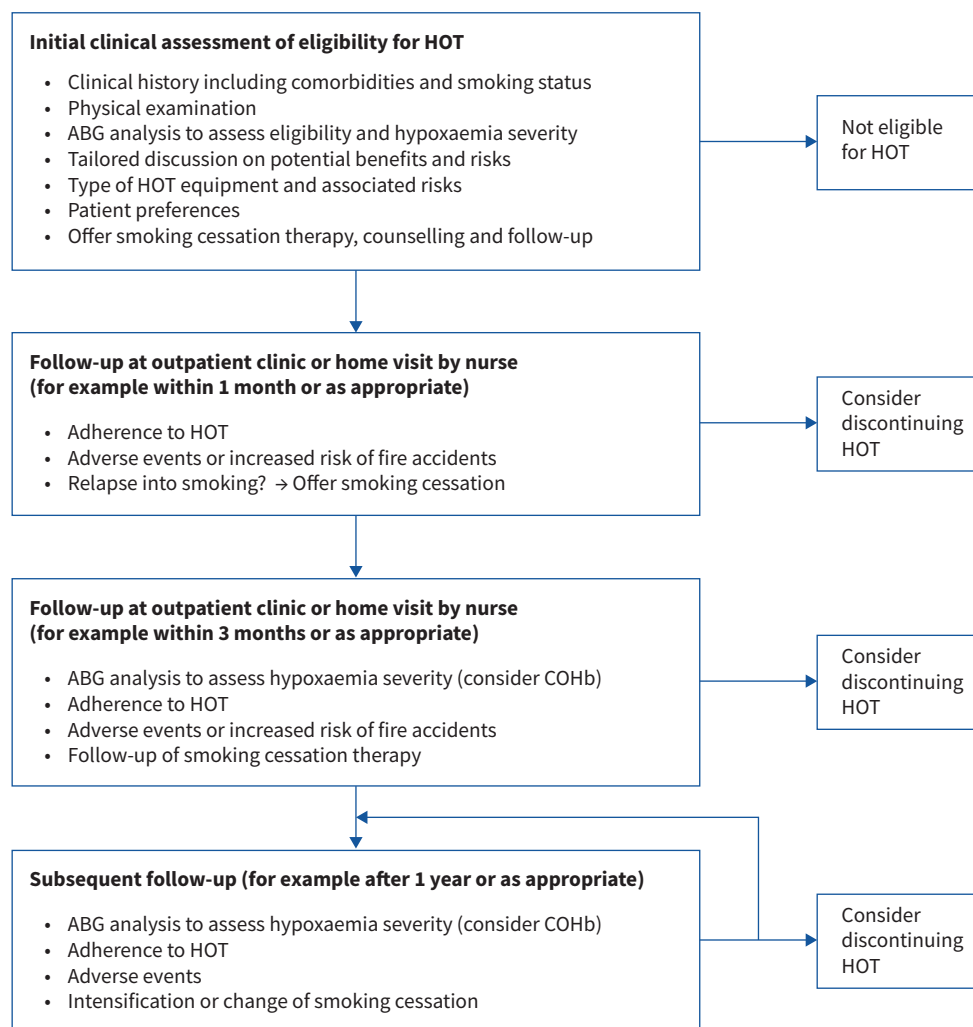 Initial clinical assessment of eligibility for HOT
• Clinical history including comorbidities and smoking status
• Physical examination
• ABG analysis to assess eligibility and hypoxaemia severity
• Tailored discussion on potential benefits and risks
• Type of HOT equipment and associated risks
• Patient preferences
• Offer smoking cessation therapy, counselling and follow-up
Not eligible
for HOT
Follow-up at outpatient clinic or home visit by nurse
(for example within 1 month or as appropriate)
• Adherence to HOT
• Adverse events or increased risk of fire accidents
• Relapse into smoking? → Offer smoking cessation
Consider
discontinuing
HOT
Follow-up at outpatient clinic or home visit by nurse
(for example within 3 months or as appropriate)
• ABG analysis to assess hypoxaemia severity (consider COHb)
• Adherence to HOT
• Adverse events or increased risk of fire accidents
• Follow-up of smoking cessation therapy
Consider
discontinuing
HOT
Subsequent follow-up (for example after 1 year or as appropriate)
• ABG analysis to assess hypoxaemia severity (consider COHb)
• Adherence to HOT
• Adverse events
• Intensification or change of smoking cessation
Consider
discontinuing
HOT